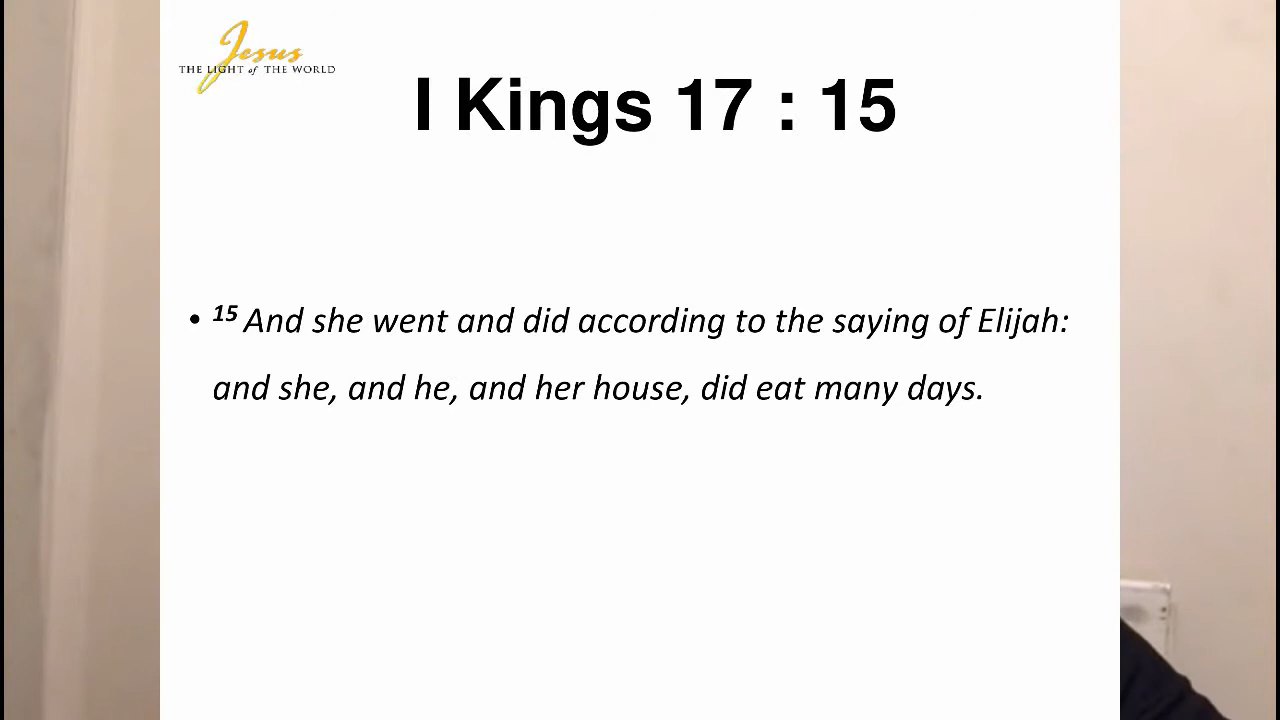 Jesus
THE LIGHT of THE WORLD
I Kings 17 : 15
• 15 And she went and did according to the saying of Elijah:
and she, and he, and her house, did eat many days.